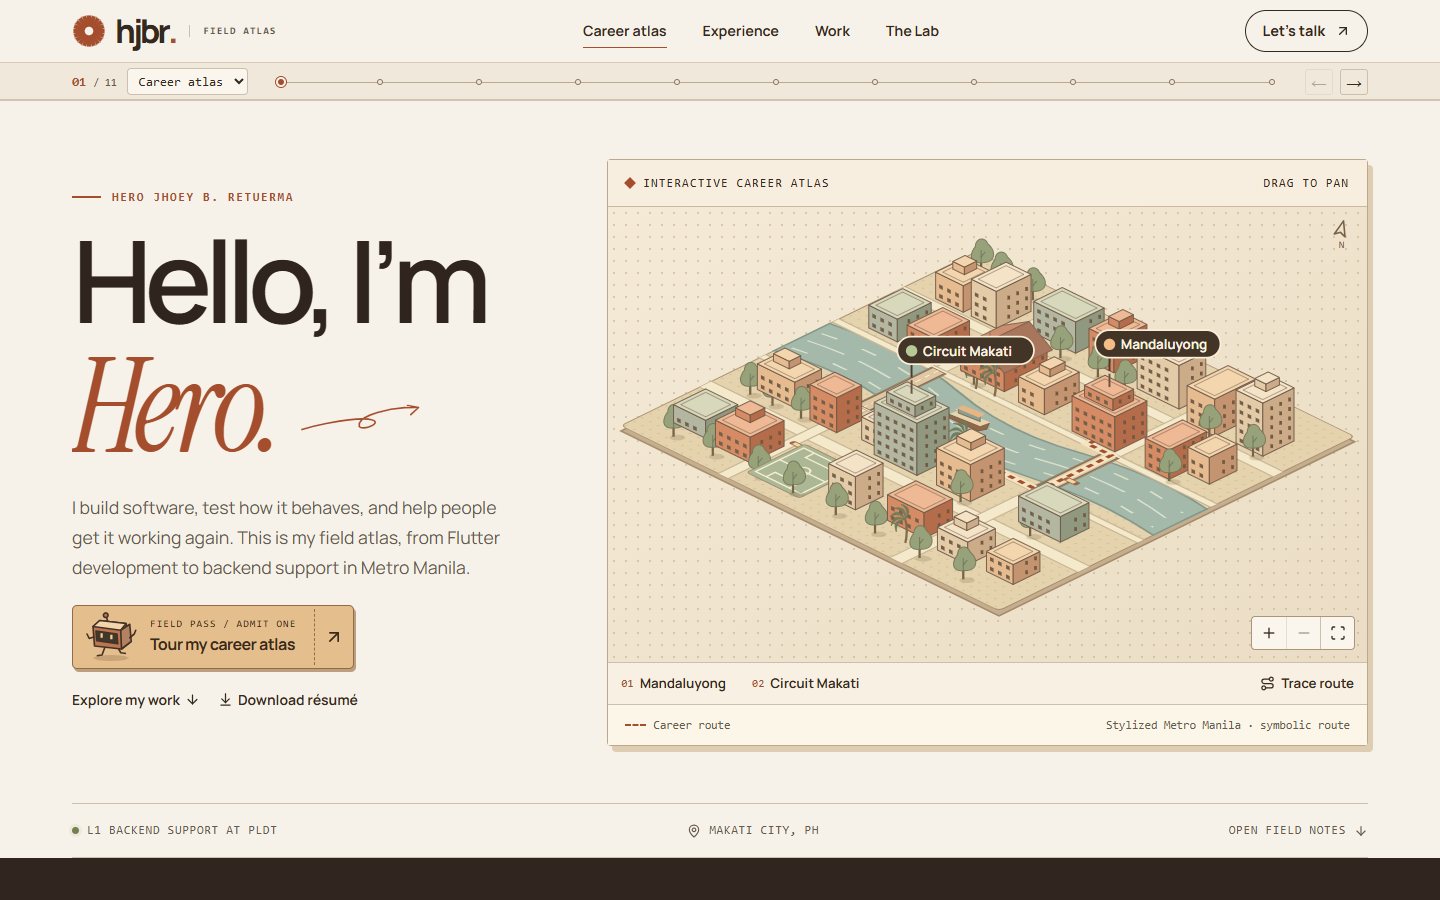 hjbr.
FIELD ATLAS
Career atlas
Experience
Work
The Lab
Let's talk
01 / 11
Career atlas
← →
HERO JHOEY B. RETUERMA
Hello, I’m
Hero.
I build software, test how it behaves, and help people
get it working again. This is my field atlas, from Flutter
development to backend support in Metro Manila.
FIELD PASS / ADMIT ONE
Tour my career atlas
Explore my work ↓
Download résumé
INTERACTIVE CAREER ATLAS
DRAG TO PAN
N
Circuit Makati
Mandaluyong
+ −
01 Mandaluyong
02 Circuit Makati
Trace route
Career route
Stylized Metro Manila · symbolic route
L1 BACKEND SUPPORT AT PLDT
MAKATI CITY, PH
OPEN FIELD NOTES ↓